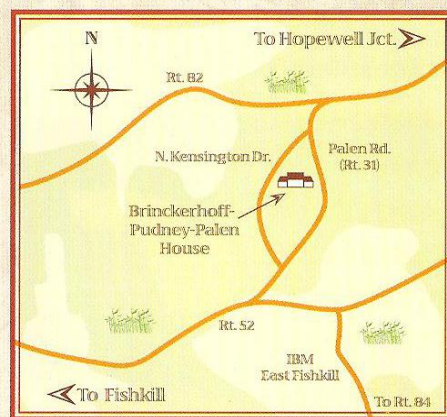 N
To Hopewell Jct.
Rt. 82
N. Kensington Dr.
Palen Rd.
(Rt. 31)
Brinckerhoff-
Pudney-Palen
House
Rt. 52
IBM
East Fishkill
To Fishkill
To Rt. 84